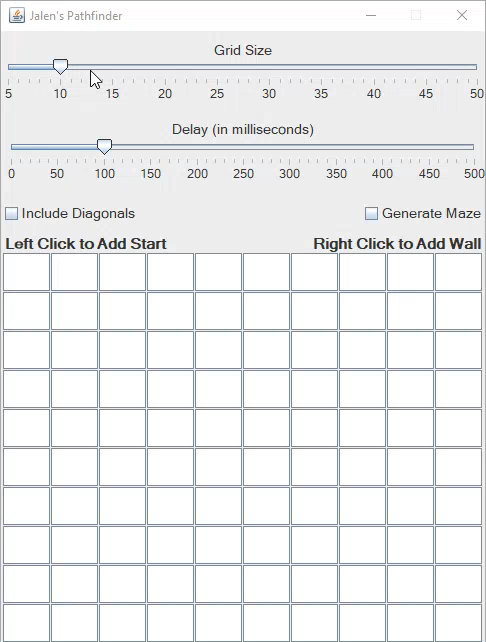 Jalen's Pathfinder
Grid Size
5 10 15 20 25 30 35 40 45 50
Delay (in milliseconds)
0 50 100 150 200 250 300 350 400 450 500
Include Diagonals Generate Maze
Left Click to Add Start Right Click to Add Wall